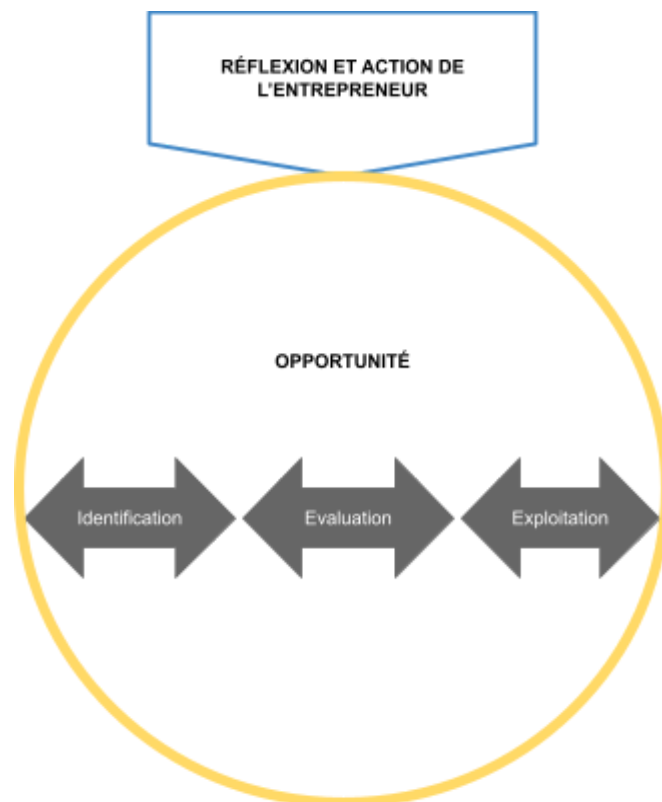 RÉFLEXION ET ACTION DE
L'ENTREPRENEUR
OPPORTUNITÉ
Identification
Evaluation
Exploitation